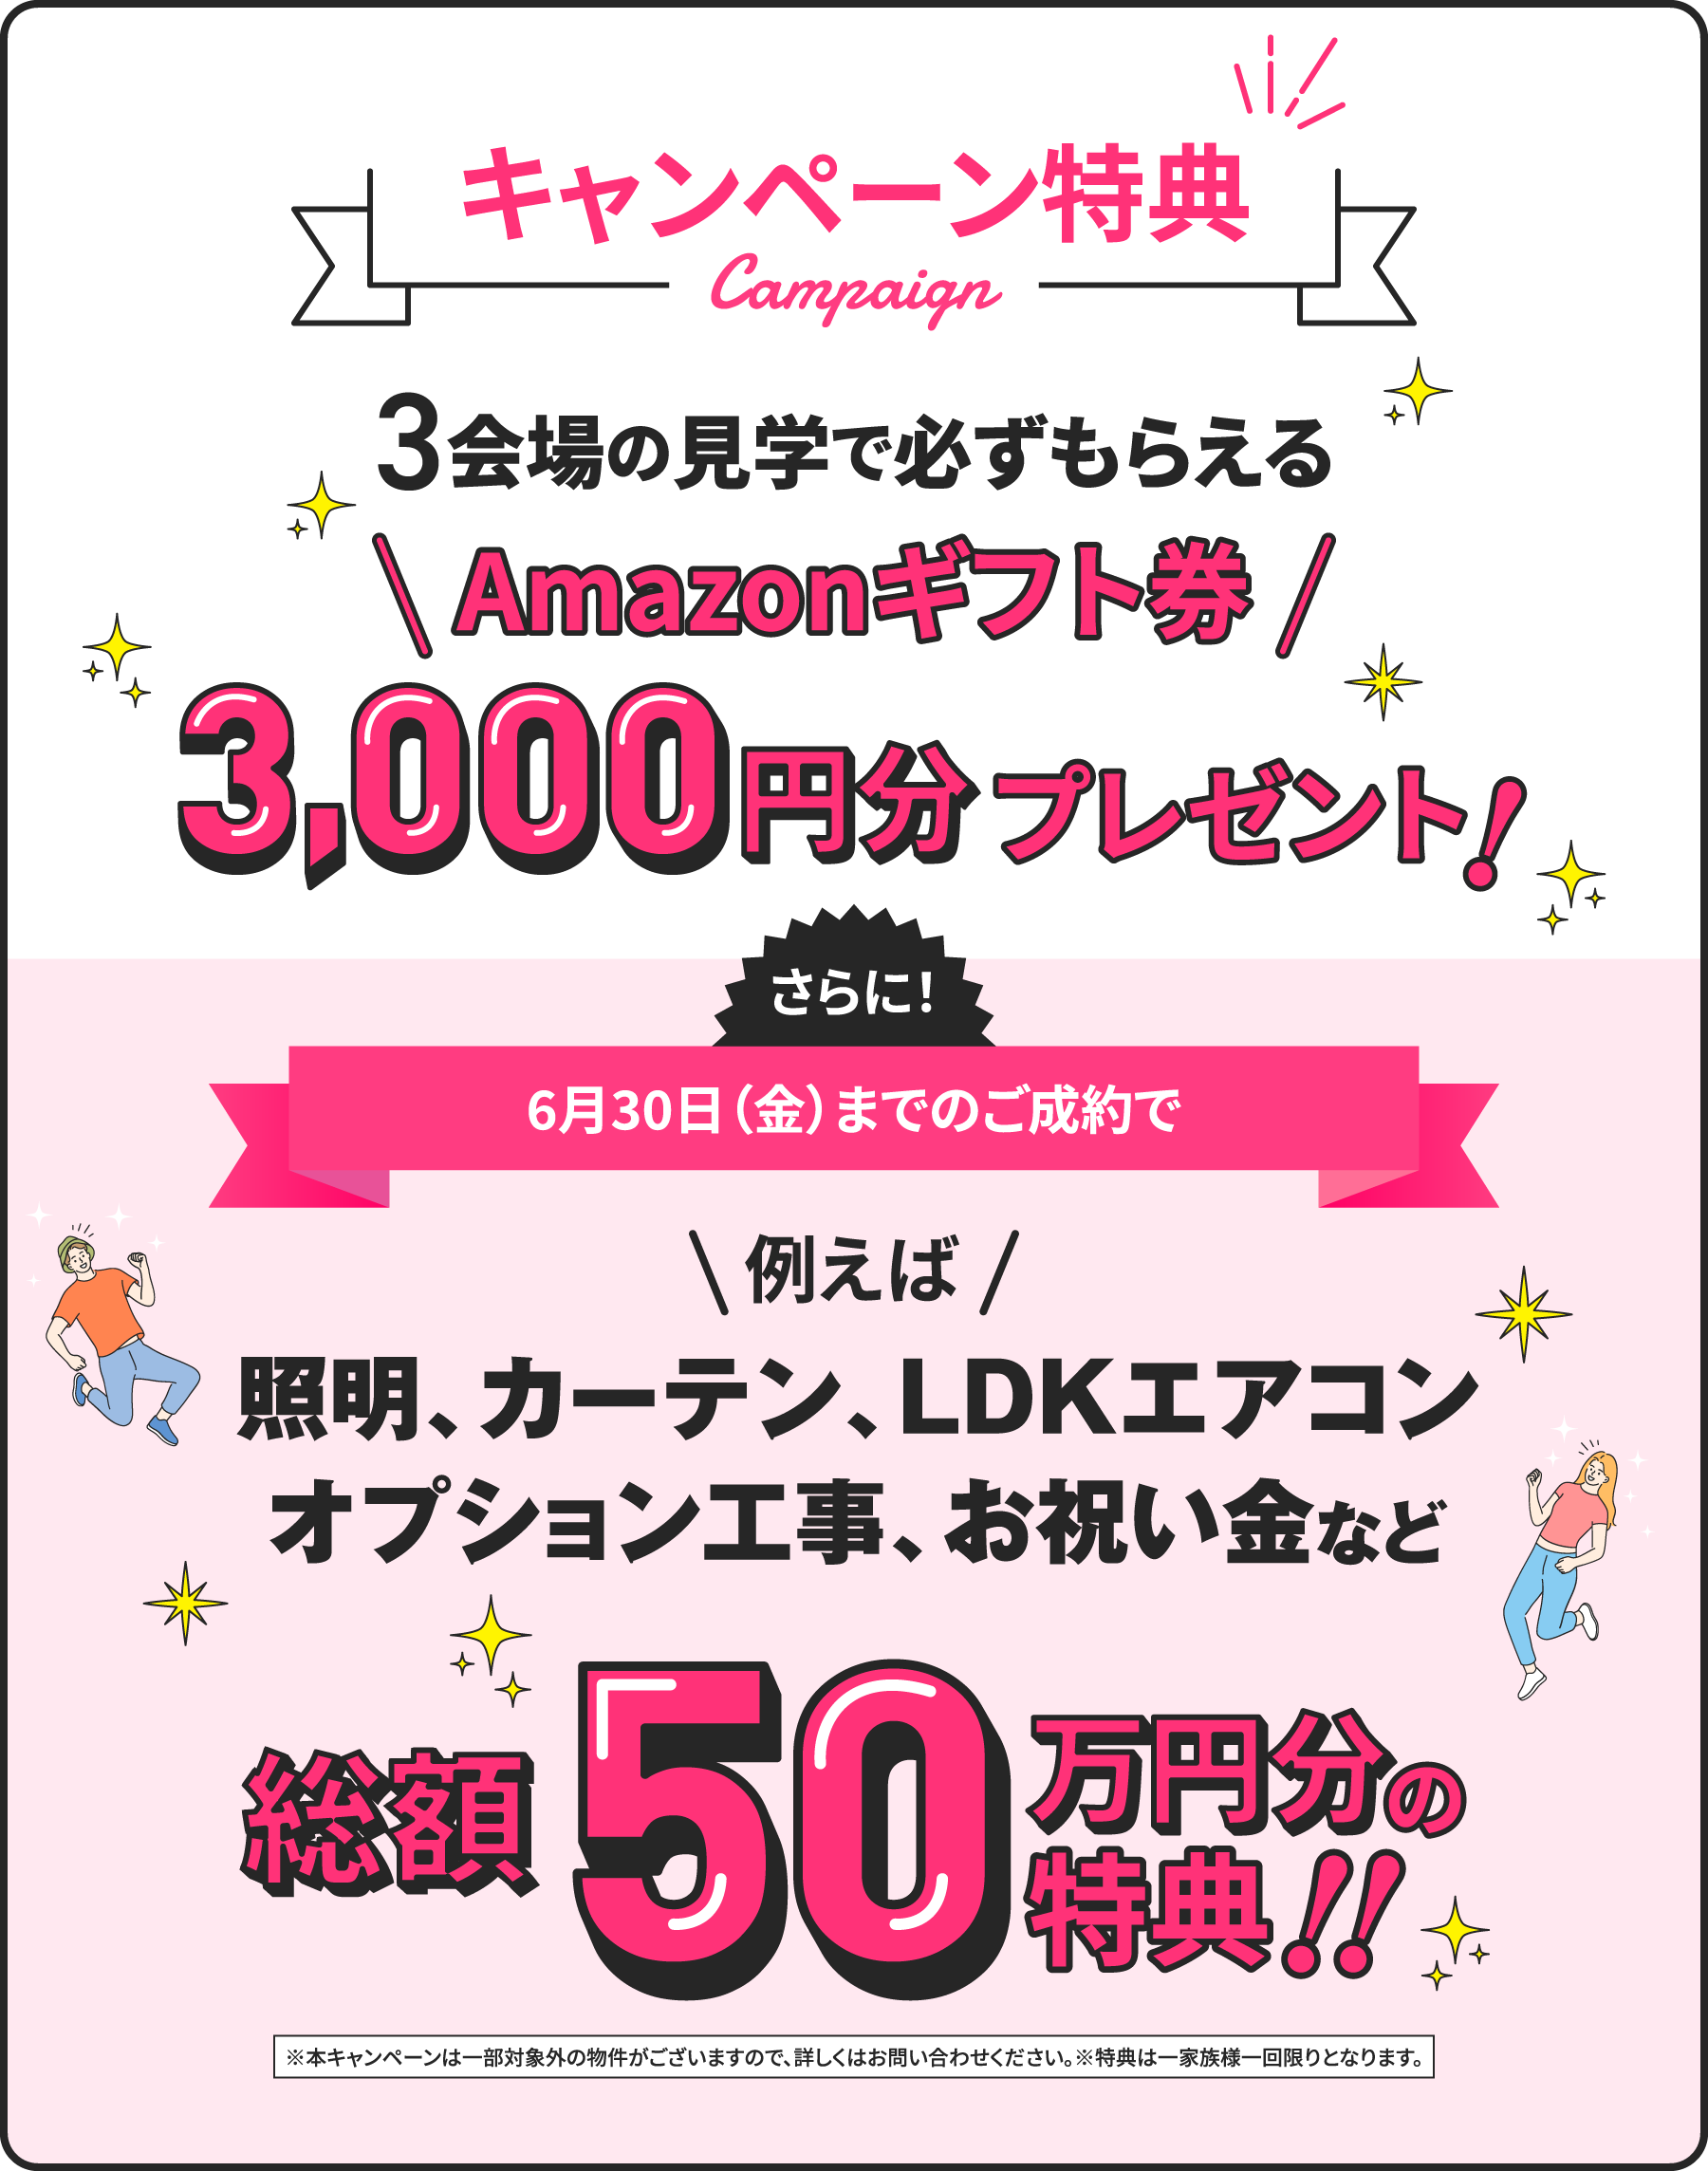 キャンペーン特典
Campaign
3会場の見学で必ずもらえる
Amazonギフト券
3,000円分プレゼント!
さらに!
6月30日(金)までのご成約で
例えば
照明、カーテン、LDKエアコン
オプション工事、お祝い金など
総額50万円分の
特典!!
※本キャンペーンは一部対象外の物件がございますので、詳しくはお問い合わせください。※特典は一家族様一回限りとなります。